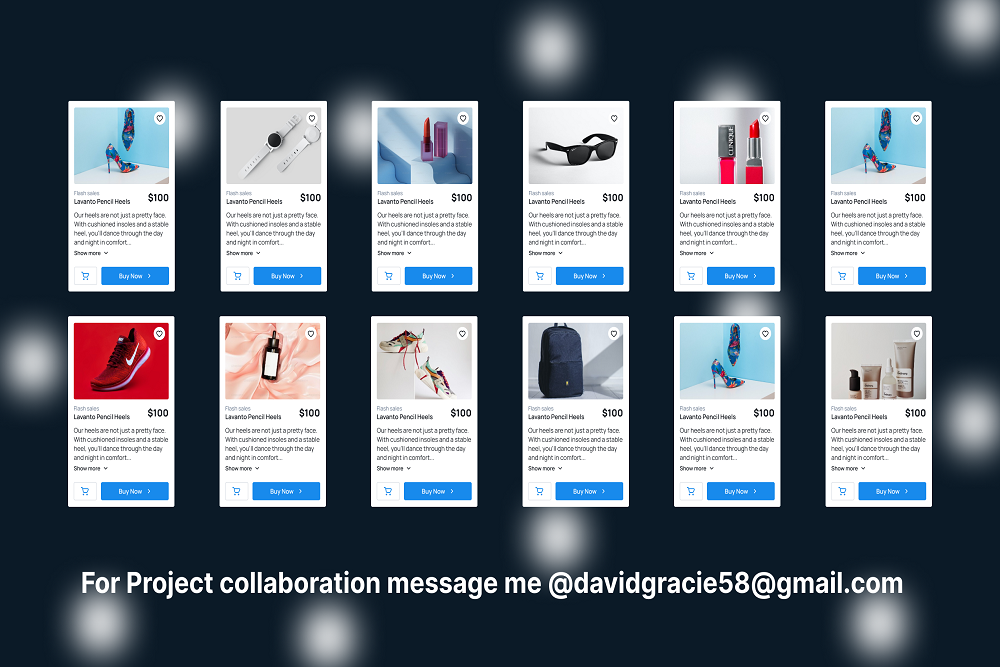 Flash sales
Lavanto Pencil Heels $100
Our heels are not just a pretty face.
With cushioned insoles and a stable
heel, you'll dance through the day
and night in comfort...
Show more
Buy Now
Flash sales
Lavanto Pencil Heels $100
Our heels are not just a pretty face.
With cushioned insoles and a stable
heel, you'll dance through the day
and night in comfort...
Show more
Buy Now
Flash sales
Lavanto Pencil Heels $100
Our heels are not just a pretty face.
With cushioned insoles and a stable
heel, you'll dance through the day
and night in comfort...
Show more
Buy Now
Flash sales
Lavanto Pencil Heels $100
Our heels are not just a pretty face.
With cushioned insoles and a stable
heel, you'll dance through the day
and night in comfort...
Show more
Buy Now
CLINIQUE
Flash sales
Lavanto Pencil Heels $100
Our heels are not just a pretty face.
With cushioned insoles and a stable
heel, you'll dance through the day
and night in comfort...
Show more
Buy Now
Flash sales
Lavanto Pencil Heels $100
Our heels are not just a pretty face.
With cushioned insoles and a stable
heel, you'll dance through the day
and night in comfort...
Show more
Buy Now
Flash sales
Lavanto Pencil Heels $100
Our heels are not just a pretty face.
With cushioned insoles and a stable
heel, you'll dance through the day
and night in comfort...
Show more
Buy Now
Flash sales
Lavanto Pencil Heels $100
Our heels are not just a pretty face.
With cushioned insoles and a stable
heel, you'll dance through the day
and night in comfort...
Show more
Buy Now
Flash sales
Lavanto Pencil Heels $100
Our heels are not just a pretty face.
With cushioned insoles and a stable
heel, you'll dance through the day
and night in comfort...
Show more
Buy Now
Flash sales
Lavanto Pencil Heels $100
Our heels are not just a pretty face.
With cushioned insoles and a stable
heel, you'll dance through the day
and night in comfort...
Show more
Buy Now
Flash sales
Lavanto Pencil Heels $100
Our heels are not just a pretty face.
With cushioned insoles and a stable
heel, you'll dance through the day
and night in comfort...
Show more
Buy Now
Flash sales
Lavanto Pencil Heels $100
Our heels are not just a pretty face.
With cushioned insoles and a stable
heel, you'll dance through the day
and night in comfort...
Show more
Buy Now
For Project collaboration message me @davidgracie58@gmail.com